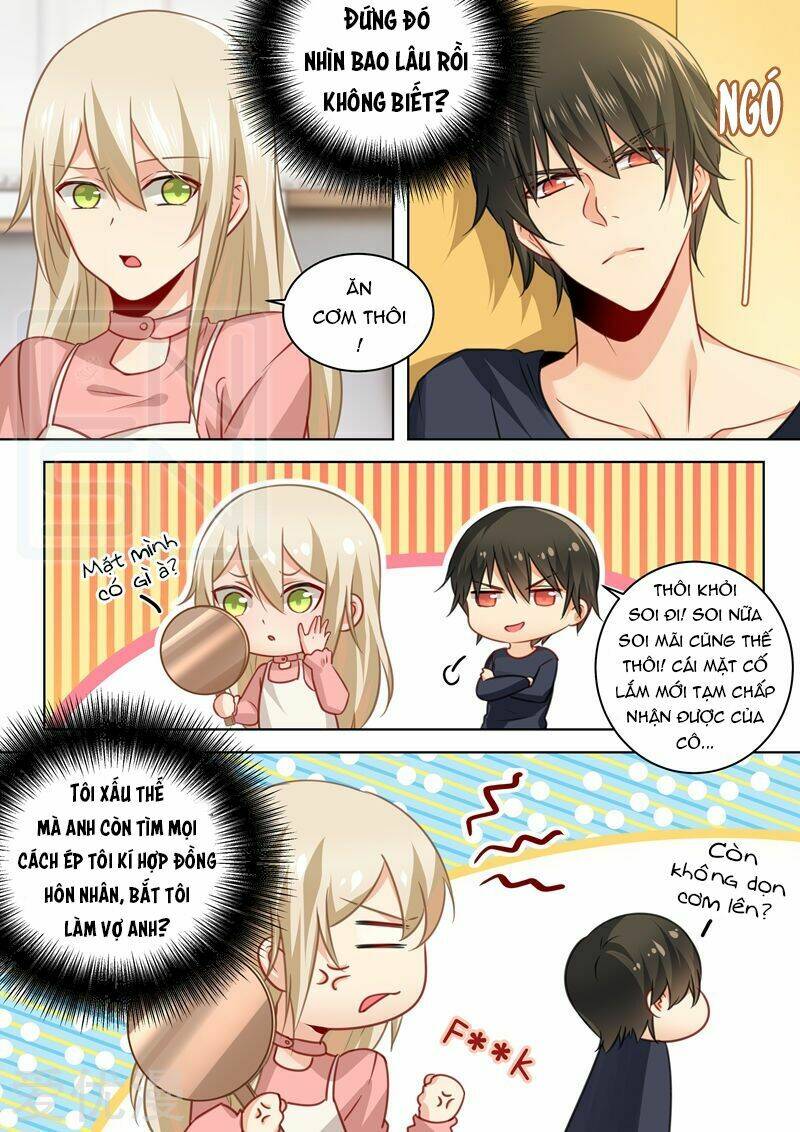 ĐỨNG ĐÓ
NHÌN BAO LÂU RỒI
KHÔNG BIẾT?
NGÓ
ĂN
CƠM THÔI
!
Mặt mình
có gì à?
THÔI KHỎI
SOI ĐI! SOI NỮA
SOI MÃI CŨNG THẾ
THÔI! CÁI MẶT CỐ
LẮM MỚI TẠM CHẤP
NHẬN ĐƯỢC CỦA
CÔ...
TÔI XẤU THẾ
MÀ ANH CÒN TÌM MỌI
CÁCH ÉP TÔI KÍ HỢP ĐỒNG
HÔN NHÂN, BẮT TÔI
LÀM VỢ ANH?
Còn
không dọn
cơm lên?
F**K
爱优漫